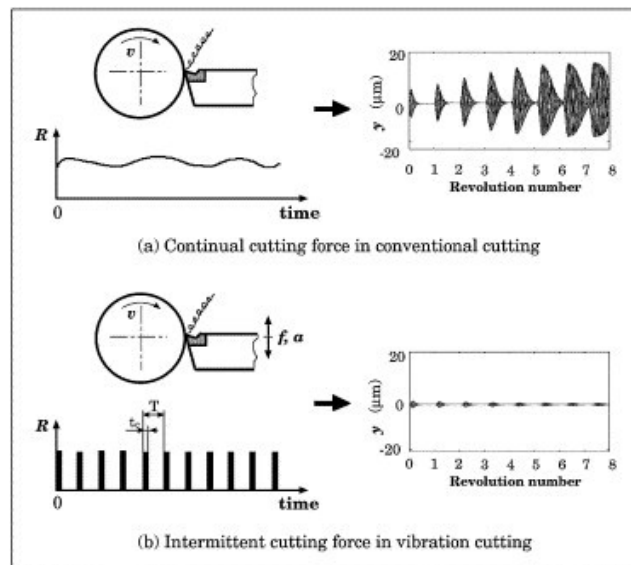 v
R
0
time
20
0
-20
y (μm)
0 1 2 3 4 5 6 7 8
Revolution number
(a) Continual cutting force in conventional cutting
v
f, a
T
R
0
time
20
0
-20
y (μm)
0 1 2 3 4 5 6 7 8
Revolution number
(b) Intermittent cutting force in vibration cutting